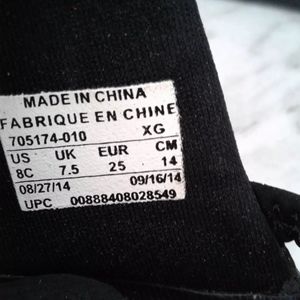 MADE IN CHINA
FABRIQUE EN CHINE
705174-010 XG
US UK EUR CM
8C 7.5 25 14
08/27/14 09/16/14
UPC 00888408028549